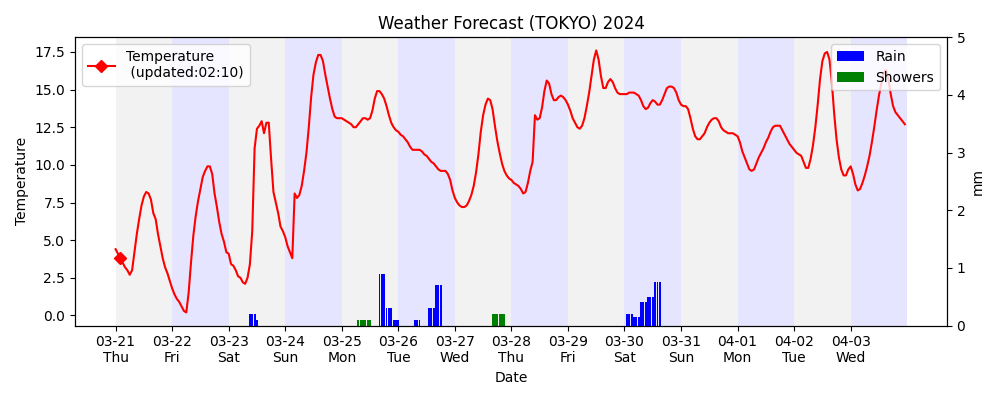 Weather Forecast (TOKYO) 2024
Temperature
(updated:02:10)
Rain
Showers
17.5
15.0
12.5
10.0
7.5
5.0
2.5
0.0
Temperature
5
4
3
2
1
0
mm
03-21 03-22 03-23 03-24 03-25 03-26 03-27 03-28 03-29 03-30 03-31 04-01 04-02 04-03
Thu Fri Sat Sun Mon Tue Wed Thu Fri Sat Sun Mon Tue Wed
Date